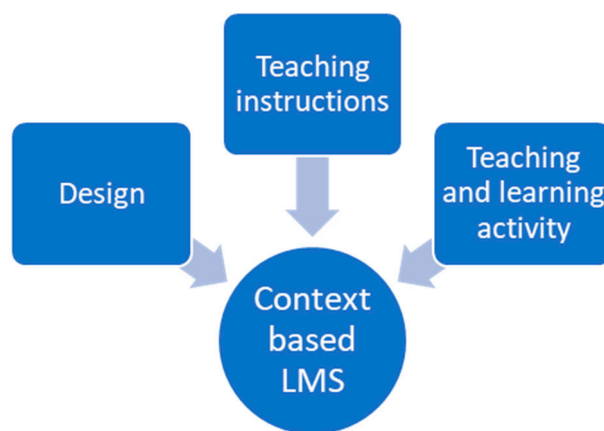 Teaching
instructions
Design
Teaching
and learning
activity
Context
based
LMS